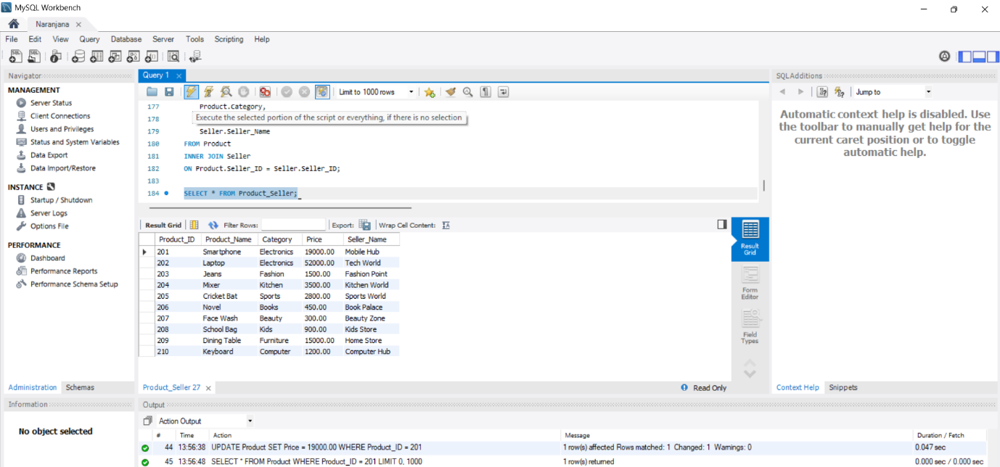 MySQL Workbench
Naranjana
File Edit View Query Database Server Tools Scripting Help
Navigator
MANAGEMENT
Server Status
Client Connections
Users and Privileges
Status and System Variables
Data Export
Data Import/Restore
INSTANCE
Startup / Shutdown
Server Logs
Options File
PERFORMANCE
Dashboard
Performance Reports
Performance Schema Setup
Administration Schemas
Information
No object selected
Query 1
Limit to 1000 rows
177 Product.Category,
178
Execute the selected portion of the script or everything, if there is no selection
179 Seller.Seller_Name
180 FROM Product
181 INNER JOIN Seller
182 ON Product.Seller_ID = Seller.Seller_ID;
183
184 SELECT * FROM Product_Seller;
Result Grid Filter Rows: Export: Wrap Cell Content:
Product_ID Product_Name Category Price Seller_Name
201 Smartphone Electronics 19000.00 Mobile Hub
202 Laptop Electronics 52000.00 Tech World
203 Jeans Fashion 1500.00 Fashion Point
204 Mixer Kitchen 3500.00 Kitchen World
205 Cricket Bat Sports 2800.00 Sports World
206 Novel Books 450.00 Book Palace
207 Face Wash Beauty 300.00 Beauty Zone
208 School Bag Kids 900.00 Kids Store
209 Dining Table Furniture 15000.00 Home Store
210 Keyboard Computer 1200.00 Computer Hub
Result
Grid
Form
Editor
Field
Types
Product_Seller 27 Read Only
SQLAdditions
Jump to
Automatic context help is disabled. Use
the toolbar to manually get help for the
current caret position or to toggle
automatic help.
Context Help Snippets
Output
Action Output
# Time Action Message Duration / Fetch
44 13:56:38 UPDATE Product SET Price = 19000.00 WHERE Product_ID = 201 1 row(s) affected Rows matched: 1 Changed: 1 Warnings: 0 0.047 sec
45 13:56:48 SELECT * FROM Product WHERE Product_ID = 201 LIMIT 0, 1000 1 row(s) returned 0.000 sec / 0.000 sec